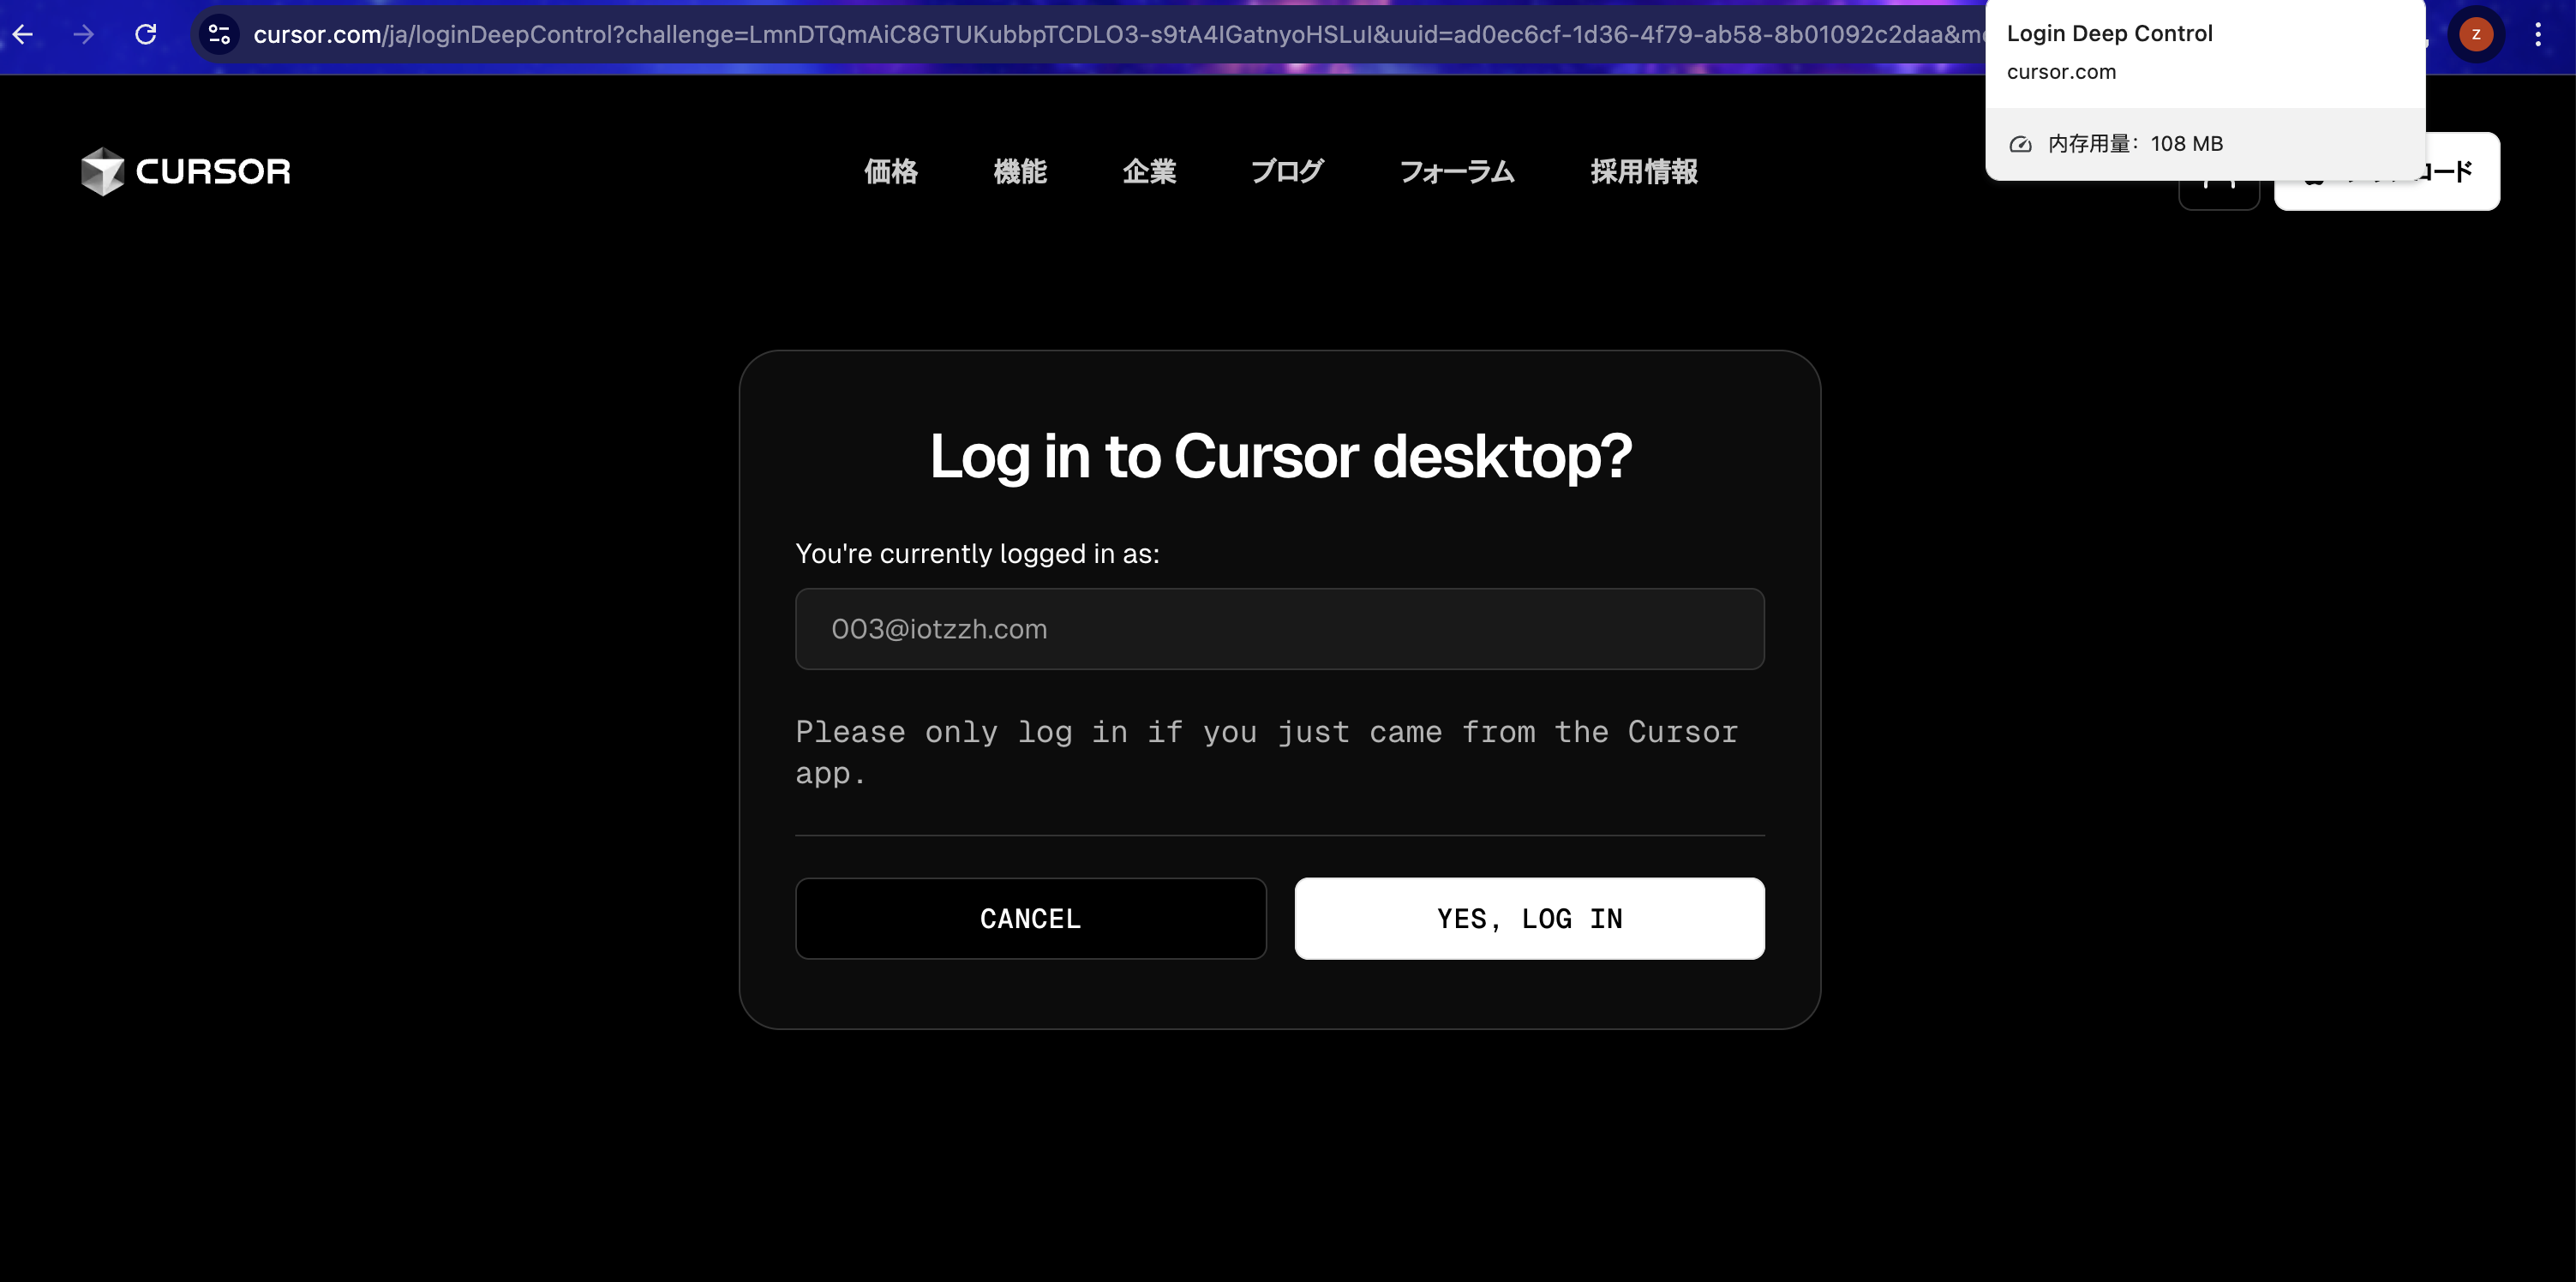 cursor.com/ja/loginDeepControl?challenge=LmnDTQmAiC8GTUKubbpTCDLO3-s9tA4IGatnyoHSLuI&uuid=ad0ec6cf-1d36-4f79-ab58-8b01092c2daa&m
Login Deep Control
cursor.com
Z
内存用量：108 MB
CURSOR
価格 機能 企業 ブログ フォーラム 採用情報
ード
Log in to Cursor desktop?
You're currently logged in as:
003@iotzzh.com
Please only log in if you just came from the Cursor
app.
CANCEL YES, LOG IN